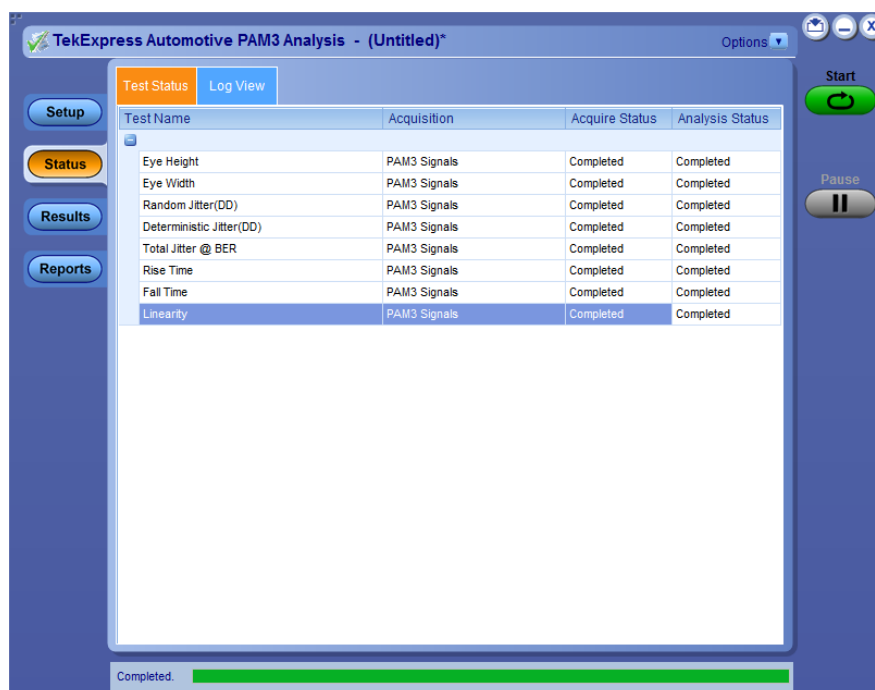 TekExpress Automotive PAM3 Analysis - (Untitled)*
Options
Start
Pause
Setup
Status
Results
Reports
Test Status
Log View
Test Name Acquisition Acquire Status Analysis Status
Eye Height PAM3 Signals Completed Completed
Eye Width PAM3 Signals Completed Completed
Random Jitter(DD) PAM3 Signals Completed Completed
Deterministic Jitter(DD) PAM3 Signals Completed Completed
Total Jitter @ BER PAM3 Signals Completed Completed
Rise Time PAM3 Signals Completed Completed
Fall Time PAM3 Signals Completed Completed
Linearity PAM3 Signals Completed Completed
Completed.